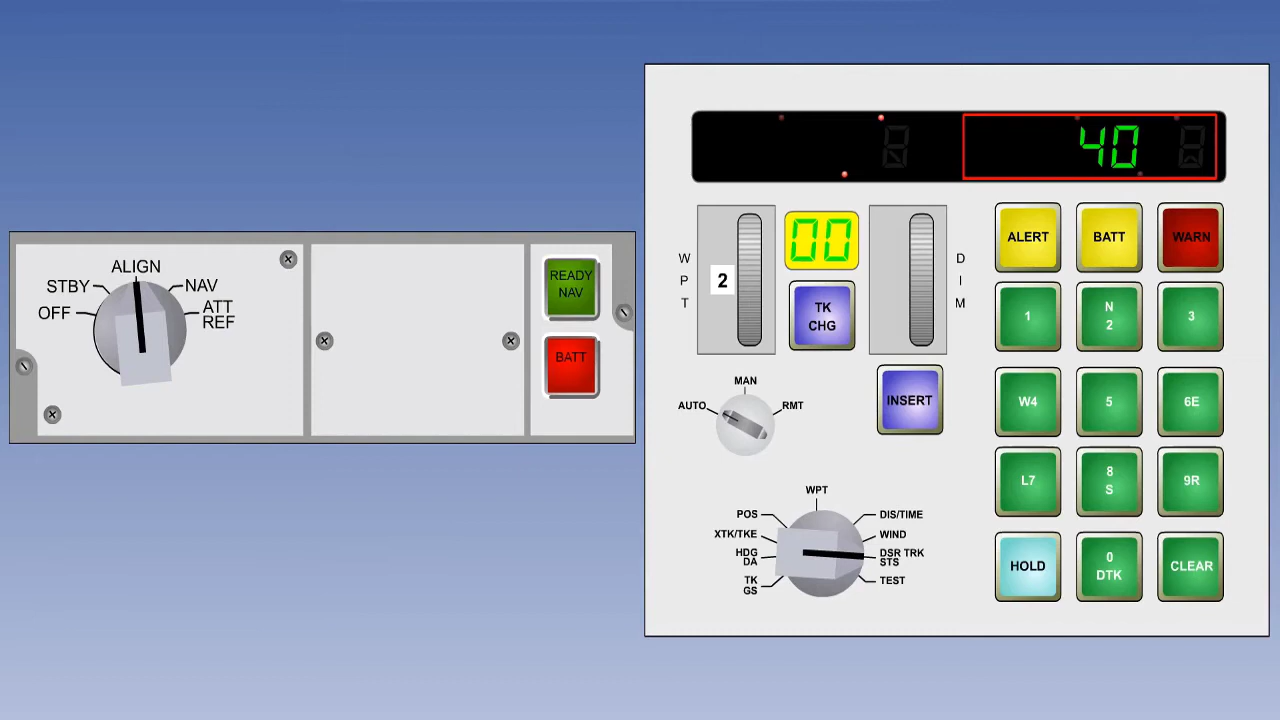 ALIGN
STBY
NAV
OFF
ATT
REF
READY
NAV
BATT
40
W
P
T
2
00
TK
CHG
D
I
M
ALERT
BATT
WARN
1
N
2
3
AUTO
MAN
RMT
INSERT
W4
5
6E
L7
8
S
9R
WPT
POS
DIS/TIME
XTK/TKE
WIND
HDG
DA
DSR TRK
STS
TK
GS
TEST
HOLD
0
DTK
CLEAR